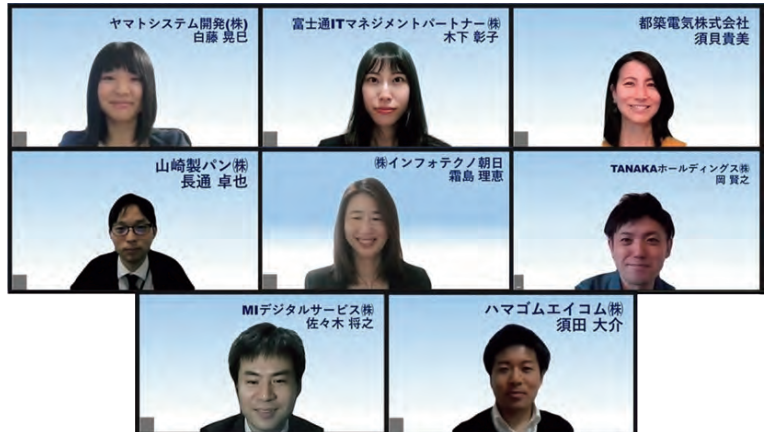 ヤマトシステム開発(株)
白藤 晃巳
富士通ITマネジメントパートナー㈱
木下 彰子
都築電気株式会社
須貝貴美
山崎製パン㈱
長通 卓也
㈱インフォテクノ朝日
霜島 理恵
TANAKAホールディングス㈱
岡 賢之
MIデジタルサービス㈱
佐々木 将之
ハマゴムエイコム㈱
須田 大介